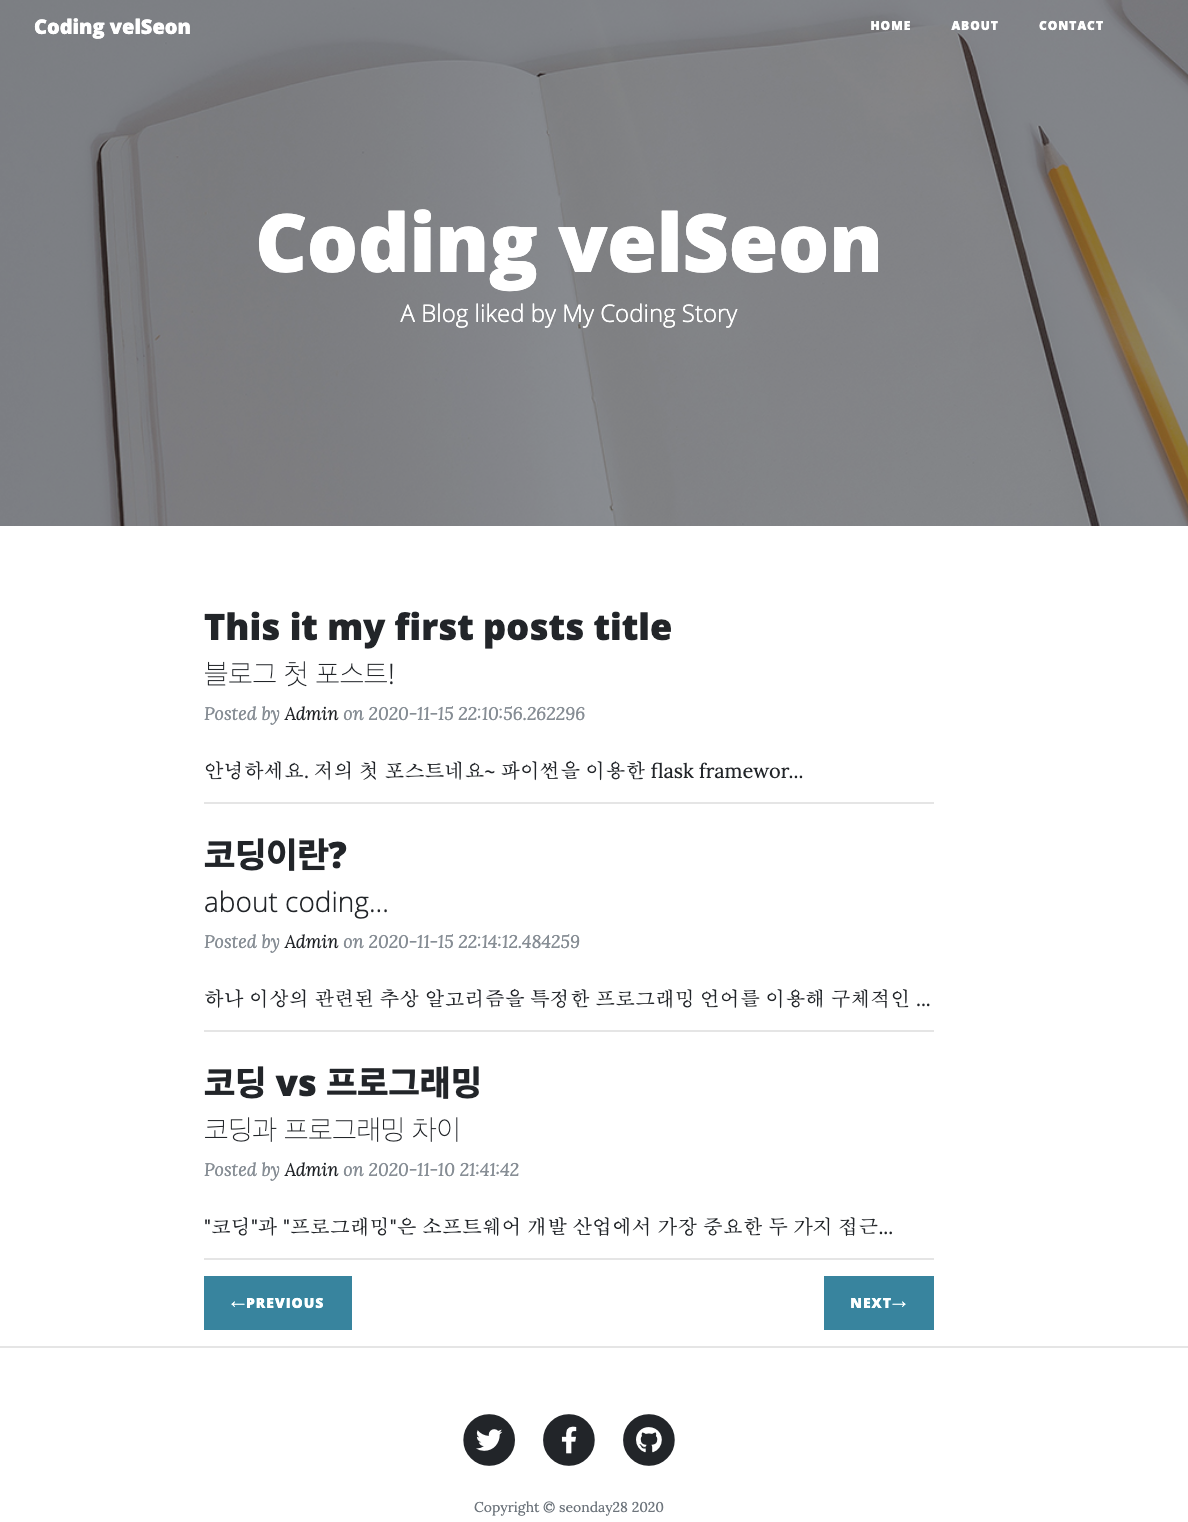 Coding velSeon
HOME ABOUT CONTACT
Coding velSeon
A Blog liked by My Coding Story
This it my first posts title
블로그 첫 포스트!
Posted by Admin on 2020-11-15 22:10:56.262296
안녕하세요. 저의 첫 포스트네요~ 파이썬을 이용한 flask framewor...
코딩이란?
about coding...
Posted by Admin on 2020-11-15 22:14:12.484259
하나 이상의 관련된 추상 알고리즘을 특정한 프로그래밍 언어를 이용해 구체적인 ...
코딩 vs 프로그래밍
코딩과 프로그래밍 차이
Posted by Admin on 2020-11-10 21:41:42
"코딩"과 "프로그래밍"은 소프트웨어 개발 산업에서 가장 중요한 두 가지 접근...
←PREVIOUS NEXT→
Copyright © seonday28 2020